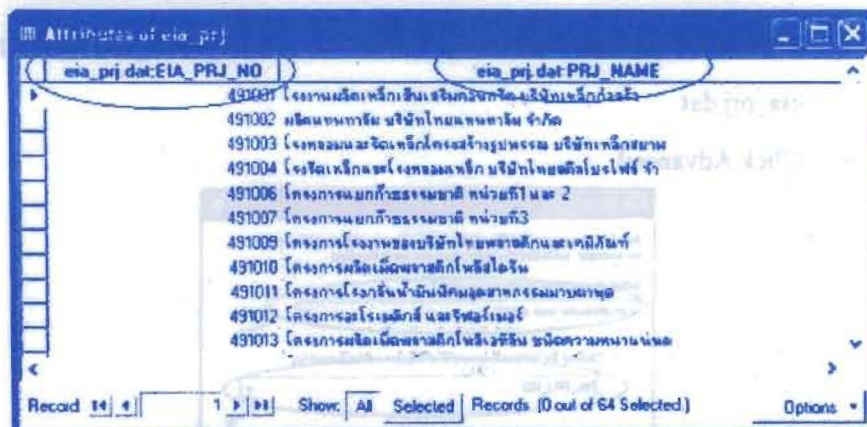 Attributes of eia_prj
eia_prj.dat:EIA_PRJ_NO eia_prj.dat:PRJ_NAME
491001 โรงงานผลิตเหล็กเส้นเสริมคอนกรีต บริษัทเหล็กก่อสร้าง
491002 ผลิตแทนทาลัม บริษัทไทยแทนทาลัม จำกัด
491003 โรงหลอมและรีดเหล็กโครงสร้างรูปพรรณ บริษัทเหล็กสยาม
491004 โรงรีดเหล็กและโรงหลอมเหล็ก บริษัทไทยสตีลโปรไฟร์ จำ
491006 โครงการแยกก๊าซธรรมชาติ หน่วยที่1 และ 2
491007 โครงการแยกก๊าซธรรมชาติ หน่วยที่3
491009 โครงการโรงงานของบริษัทไทยพลาสติกและเคมีภัณฑ์
491010 โครงการผลิตเม็ดพลาสติกโพลีสไตรีน
491011 โครงการโรงกลั่นน้ำมันนิคมอุตสาหกรรมมาบตาพุด
491012 โครงการอะโรเมติกส์ และรีฟอร์เมอร์
491013 โครงการผลิตเม็ดพลาสติกโพลีเอทีลีน ชนิดความหนาแน่นต
Record 1 Show: All Selected Records (0 out of 64 Selected.) Options